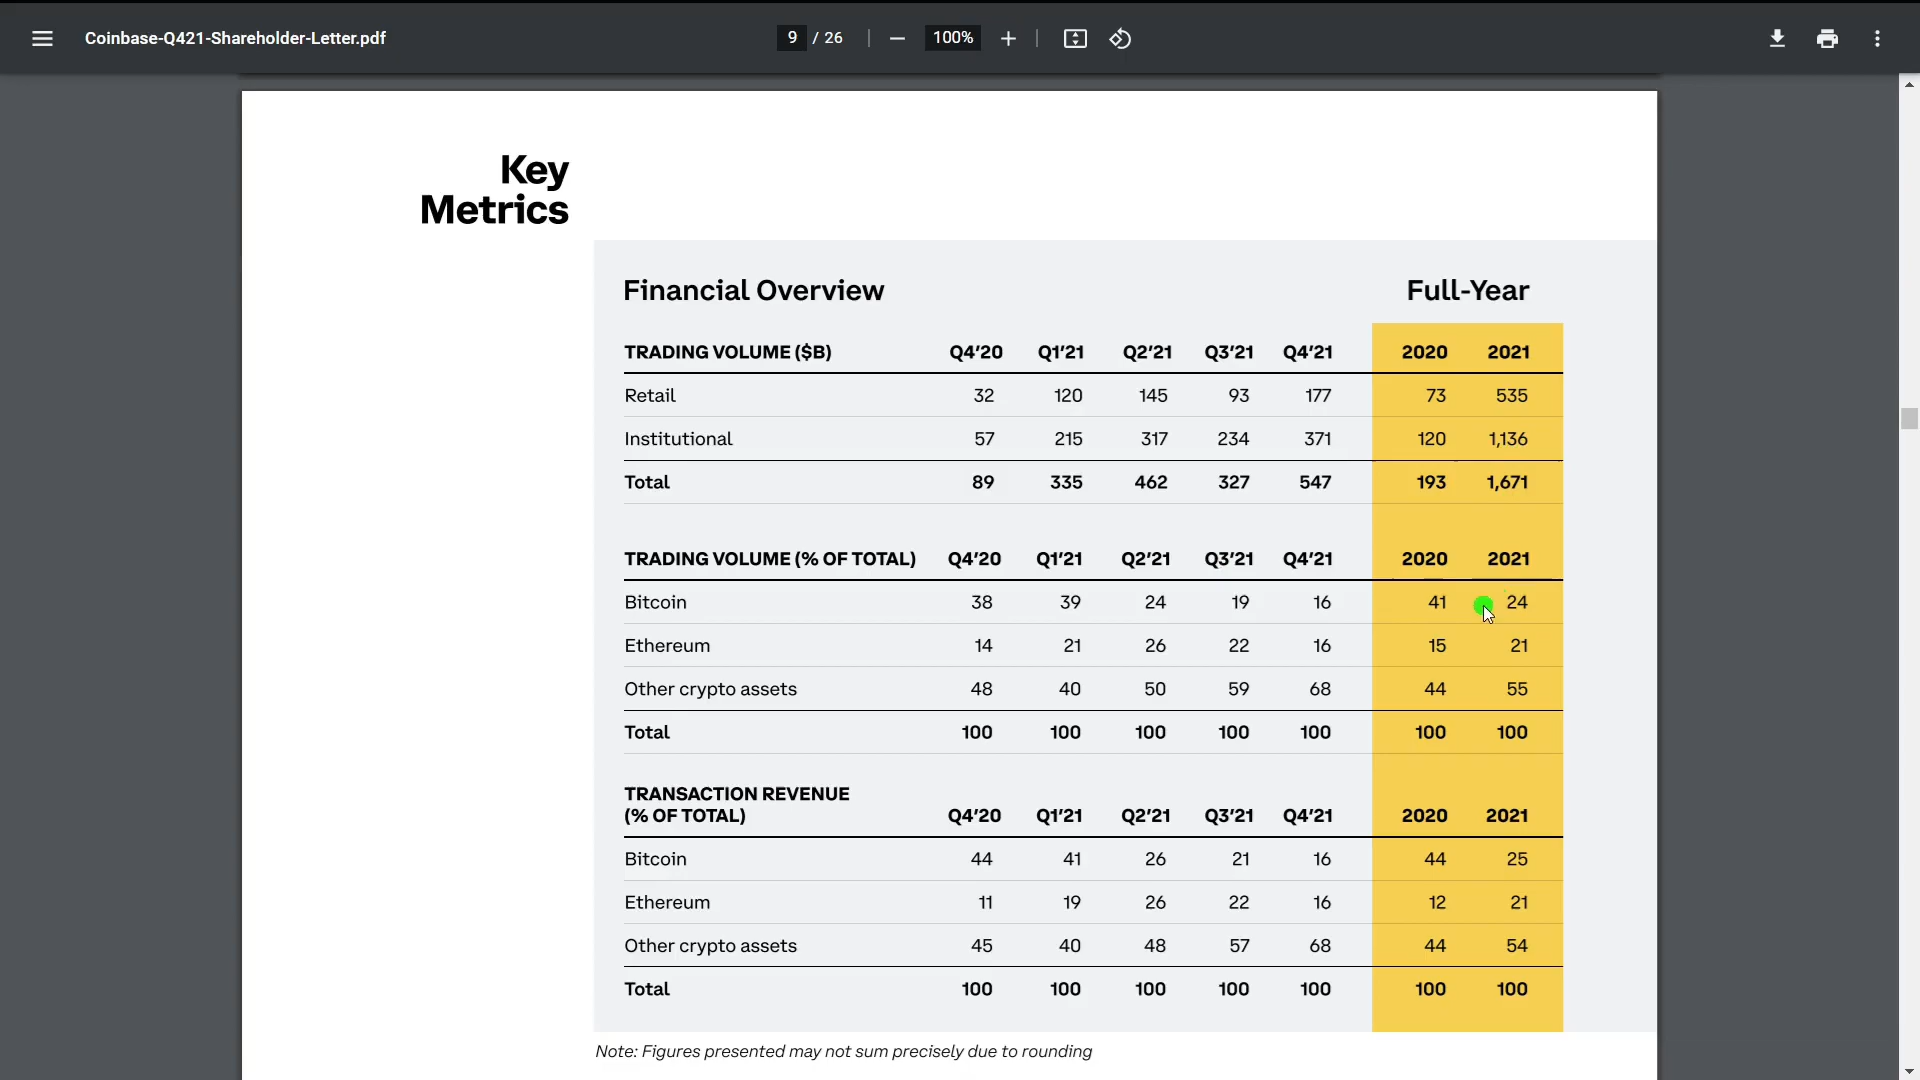 Coinbase-Q421-Shareholder-Letter.pdf 9 / 26 100%
Key
Metrics
Financial Overview Full-Year
TRADING VOLUME ($B) Q4'20 Q1'21 Q2'21 Q3'21 Q4'21 2020 2021
Retail 32 120 145 93 177 73 535
Institutional 57 215 317 234 371 120 1,136
Total 89 335 462 327 547 193 1,671
TRADING VOLUME (% OF TOTAL) Q4'20 Q1'21 Q2'21 Q3'21 Q4'21 2020 2021
Bitcoin 38 39 24 19 16 41 24
Ethereum 14 21 26 22 16 15 21
Other crypto assets 48 40 50 59 68 44 55
Total 100 100 100 100 100 100 100
TRANSACTION REVENUE
(% OF TOTAL) Q4'20 Q1'21 Q2'21 Q3'21 Q4'21 2020 2021
Bitcoin 44 41 26 21 16 44 25
Ethereum 11 19 26 22 16 12 21
Other crypto assets 45 40 48 57 68 44 54
Total 100 100 100 100 100 100 100
Note: Figures presented may not sum precisely due to rounding